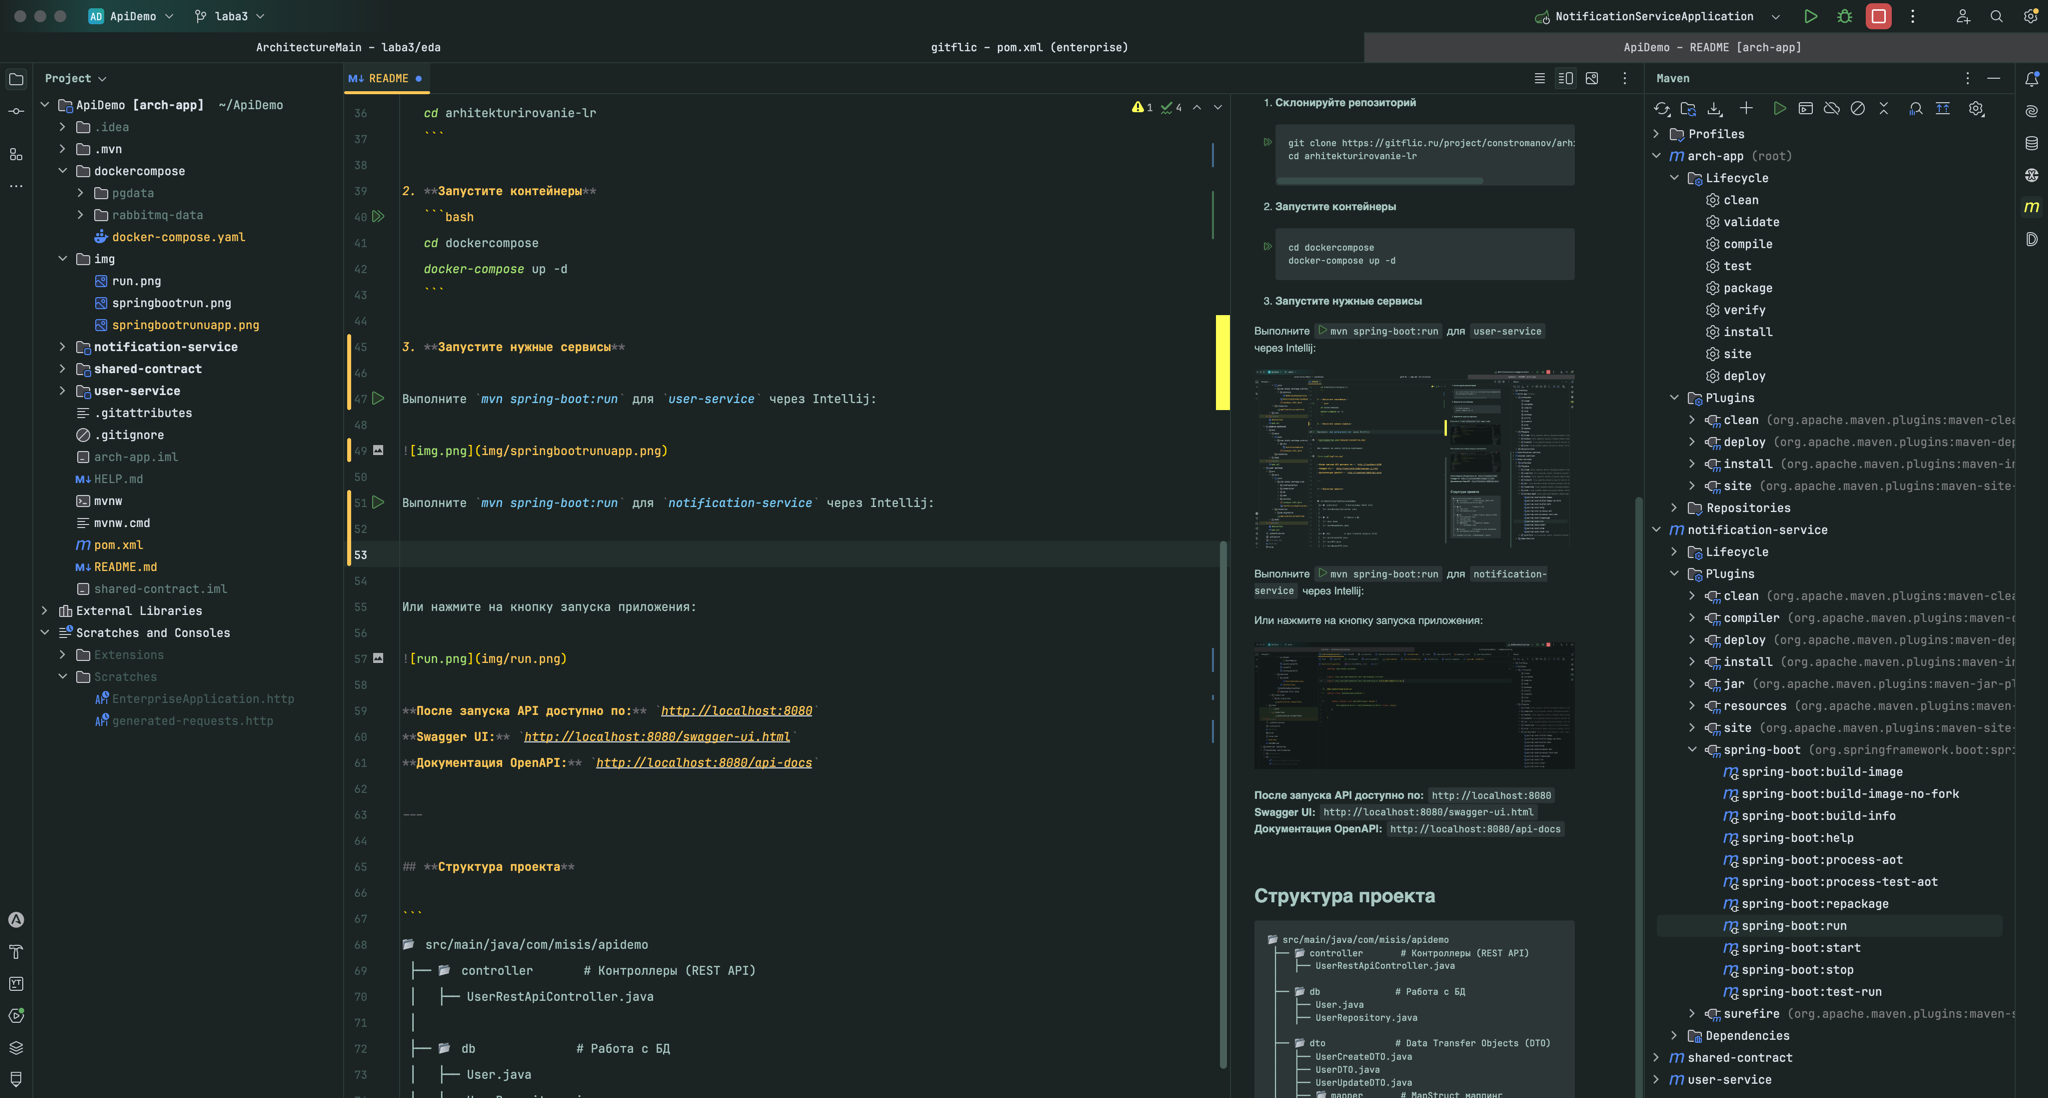 AD ApiDemo laba3 NotificationServiceApplication
ArchitectureMain – laba3/eda gitflic – pom.xml (enterprise) ApiDemo – README [arch-app]
Project
ApiDemo [arch-app] ~/ApiDemo
.idea
.mvn
dockercompose
pgdata
rabbitmq-data
docker-compose.yaml
img
run.png
springbootrun.png
springbootrunuapp.png
notification-service
shared-contract
user-service
.gitattributes
.gitignore
arch-app.iml
HELP.md
mvnw
mvnw.cmd
pom.xml
README.md
shared-contract.iml
External Libraries
Scratches and Consoles
Extensions
Scratches
EnterpriseApplication.http
generated-requests.http
README
1 4
36 cd arhitekturirovanie-lr
37 ```
38
39 2. **Запустите контейнеры**
40 ```bash
41 cd dockercompose
42 docker-compose up -d
43 ```
44
45 3. **Запустите нужные сервисы**
46
47 Выполните `mvn spring-boot:run` для `user-service` через Intellij:
48
49 ![img.png](img/springbootrunuapp.png)
50
51 Выполните `mvn spring-boot:run` для `notification-service` через Intellij:
52
53
54
55 Или нажмите на кнопку запуска приложения:
56
57 ![run.png](img/run.png)
58
59 **После запуска API доступно по:** `http://localhost:8080`
60 **Swagger UI:** `http://localhost:8080/swagger-ui.html`
61 **Документация OpenAPI:** `http://localhost:8080/api-docs`
62
63 ---
64
65 ## **Структура проекта**
66
67 ```
68 src/main/java/com/misis/apidemo
69 ├── controller # Контроллеры (REST API)
70 │ ├── UserRestApiController.java
71 │
72 ├── db # Работа с БД
73 │ ├── User.java
1. Склонируйте репозиторий
git clone https://gitflic.ru/project/constromanov/arhi
cd arhitekturirovanie-lr
2. Запустите контейнеры
cd dockercompose
docker-compose up -d
3. Запустите нужные сервисы
Выполните mvn spring-boot:run для user-service
через Intellij:
Выполните mvn spring-boot:run для notification-
service через Intellij:
Или нажмите на кнопку запуска приложения:
После запуска API доступно по: http://localhost:8080
Swagger UI: http://localhost:8080/swagger-ui.html
Документация OpenAPI: http://localhost:8080/api-docs
Структура проекта
src/main/java/com/misis/apidemo
├── controller # Контроллеры (REST API)
├── UserRestApiController.java
├── db # Работа с БД
├── User.java
├── UserRepository.java
├── dto # Data Transfer Objects (DTO)
├── UserCreateDTO.java
├── UserDTO.java
├── UserUpdateDTO.java
├── mapper # MapStruct маппинг
Maven
Profiles
arch-app (root)
Lifecycle
clean
validate
compile
test
package
verify
install
site
deploy
Plugins
clean (org.apache.maven.plugins:maven-clea
deploy (org.apache.maven.plugins:maven-dep
install (org.apache.maven.plugins:maven-in
site (org.apache.maven.plugins:maven-site-
Repositories
notification-service
Lifecycle
Plugins
clean (org.apache.maven.plugins:maven-clea
compiler (org.apache.maven.plugins:maven-
deploy (org.apache.maven.plugins:maven-dep
install (org.apache.maven.plugins:maven-in
jar (org.apache.maven.plugins:maven-jar-pl
resources (org.apache.maven.plugins:maven-
site (org.apache.maven.plugins:maven-site-
spring-boot (org.springframework.boot:spri
spring-boot:build-image
spring-boot:build-image-no-fork
spring-boot:build-info
spring-boot:help
spring-boot:process-aot
spring-boot:process-test-aot
spring-boot:repackage
spring-boot:run
spring-boot:start
spring-boot:stop
spring-boot:test-run
surefire (org.apache.maven.plugins:maven-s
Dependencies
shared-contract
user-service